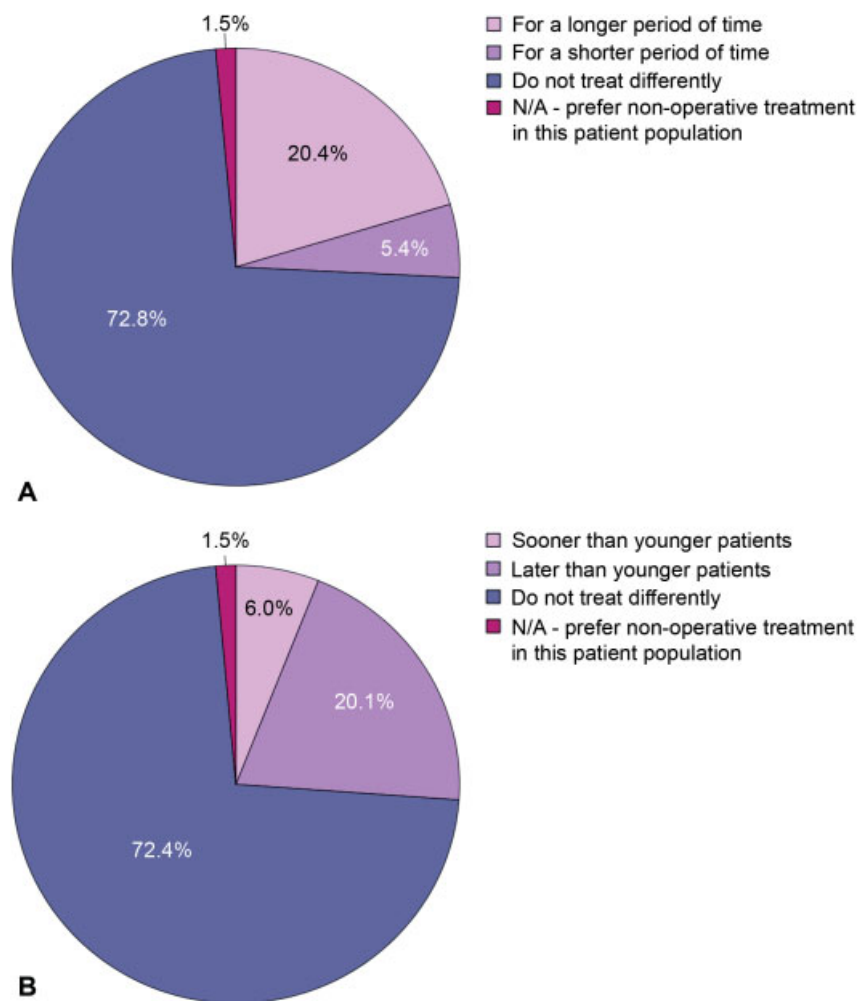 1.5%
For a longer period of time
For a shorter period of time
Do not treat differently
N/A - prefer non-operative treatment
in this patient population
20.4%
5.4%
72.8%
A
1.5%
Sooner than younger patients
Later than younger patients
Do not treat differently
N/A - prefer non-operative treatment
in this patient population
6.0%
20.1%
72.4%
B